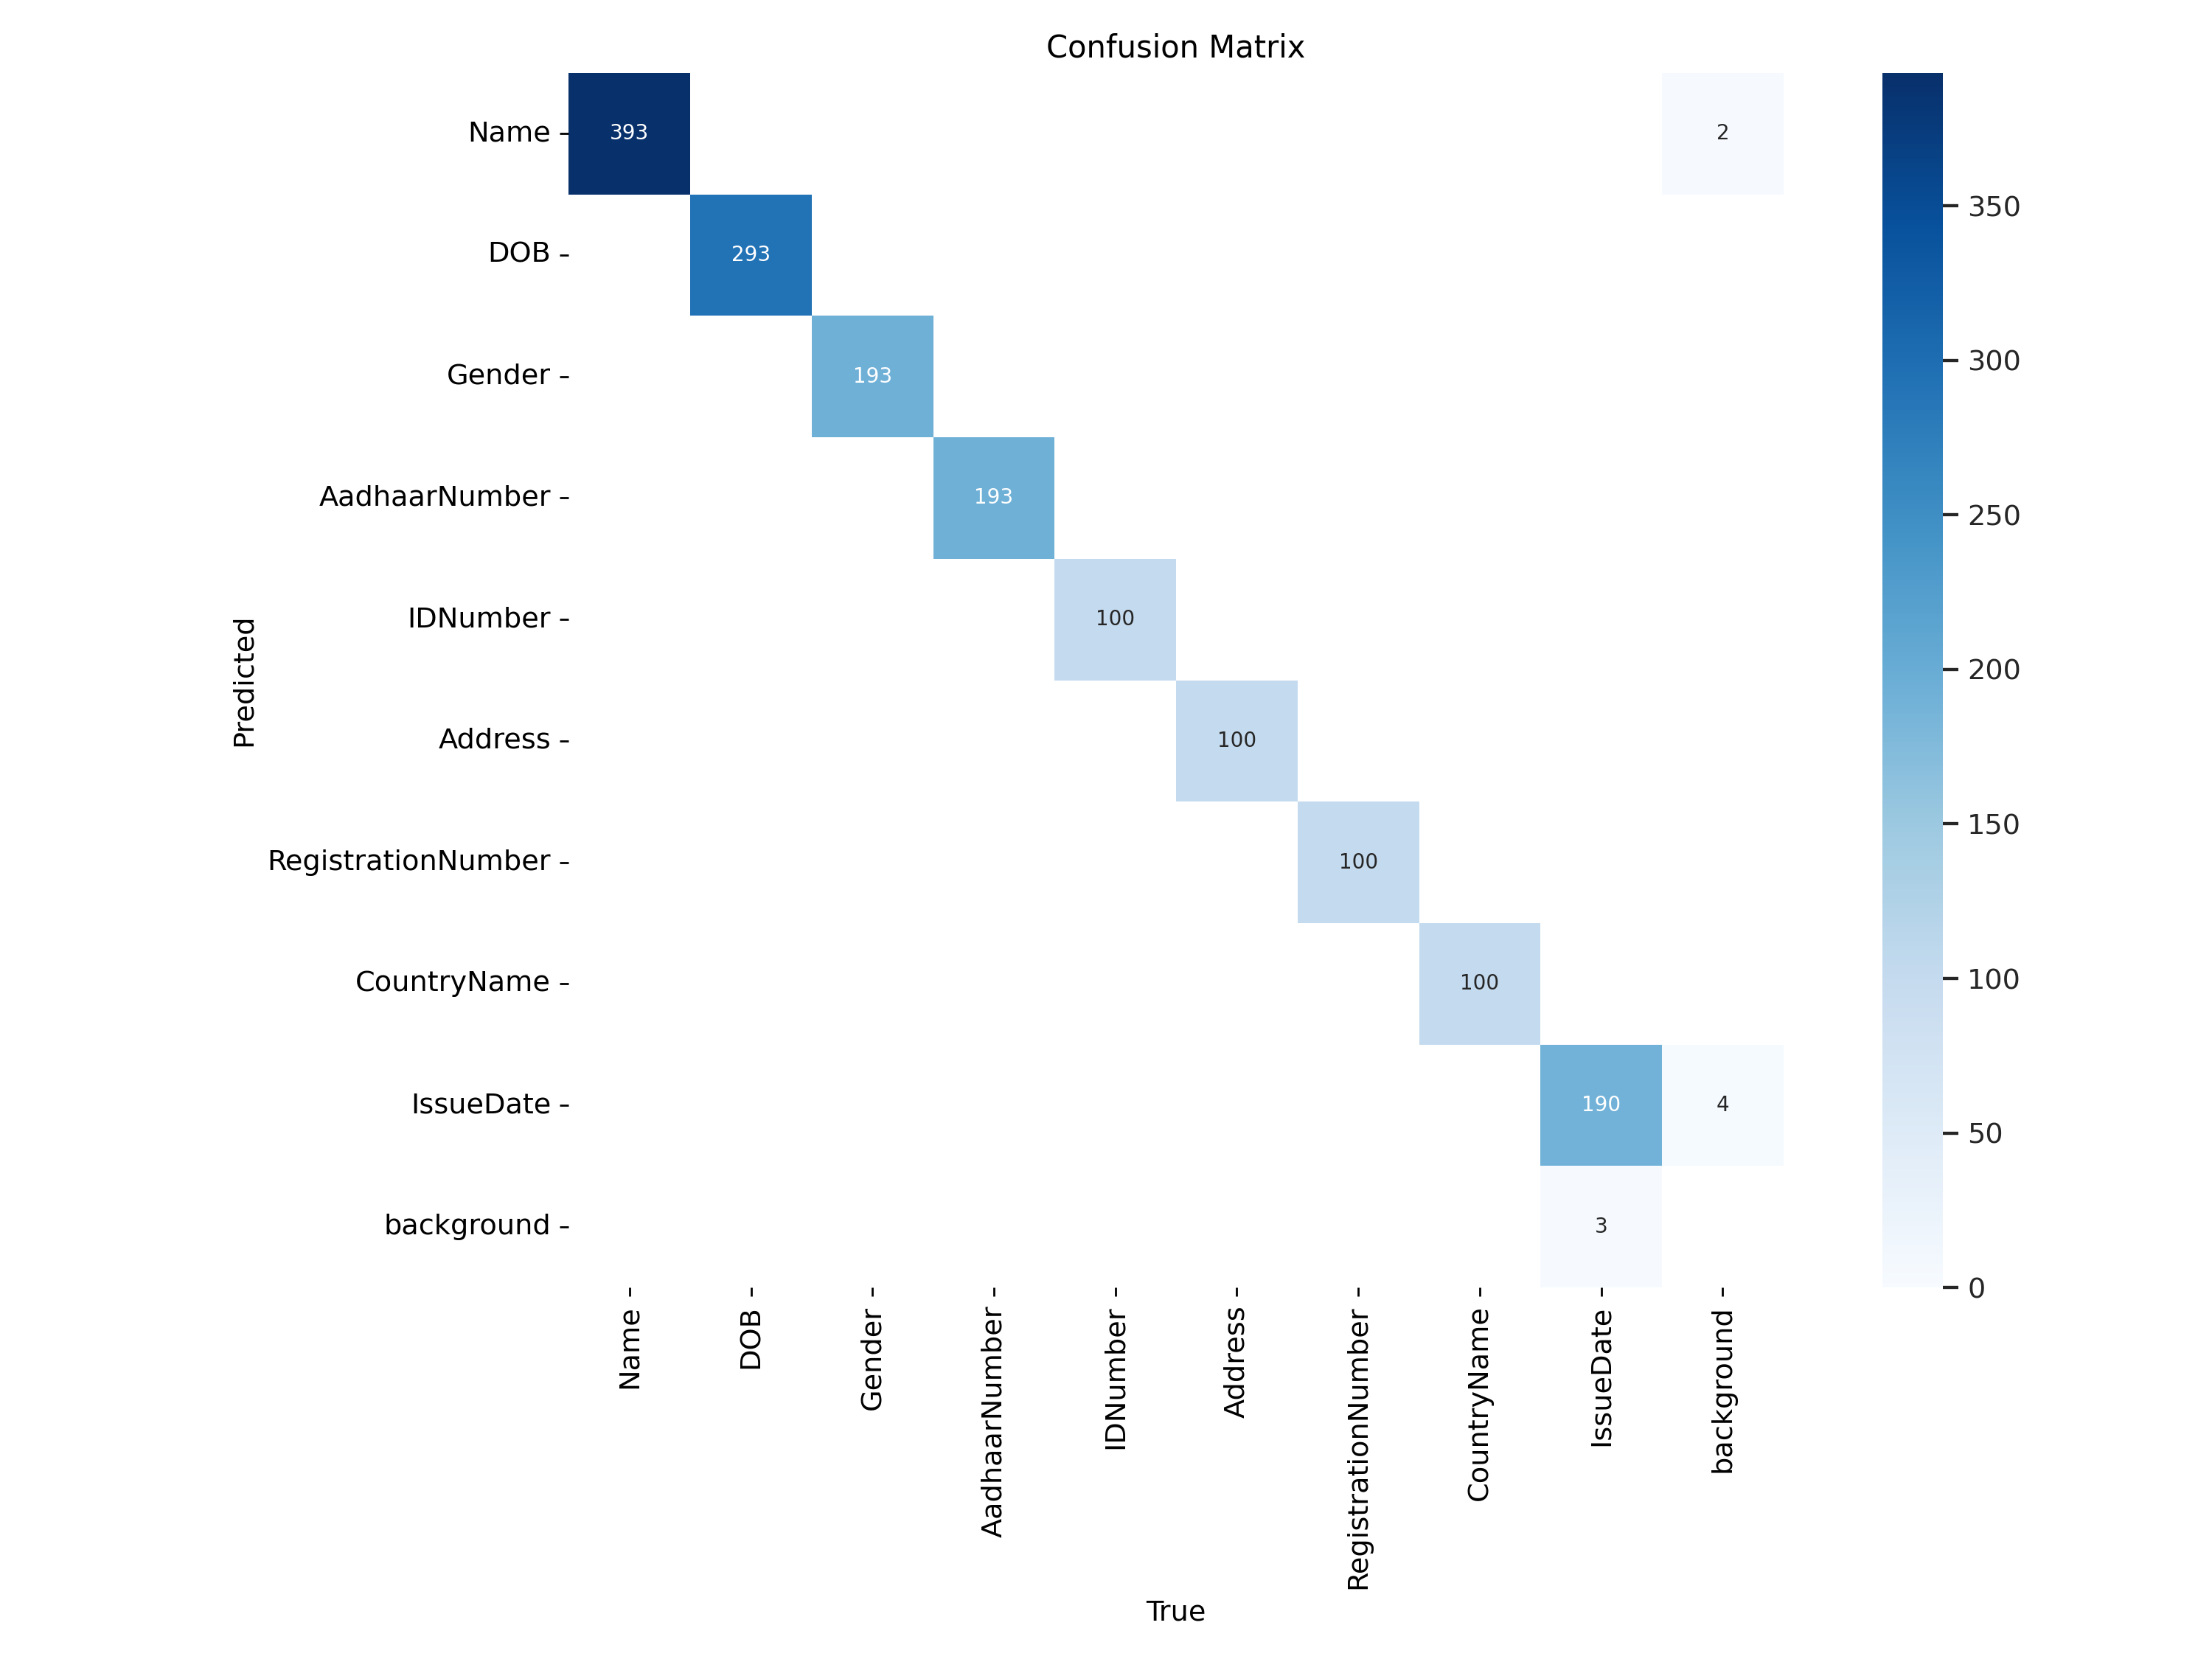 Confusion Matrix
Name
393
2
DOB
293
Gender
193
AadhaarNumber
193
IDNumber
100
Address
100
RegistrationNumber
100
CountryName
100
IssueDate
190
4
background
3
Predicted
Name
DOB
Gender
AadhaarNumber
IDNumber
Address
RegistrationNumber
CountryName
IssueDate
background
True
350
300
250
200
150
100
50
0